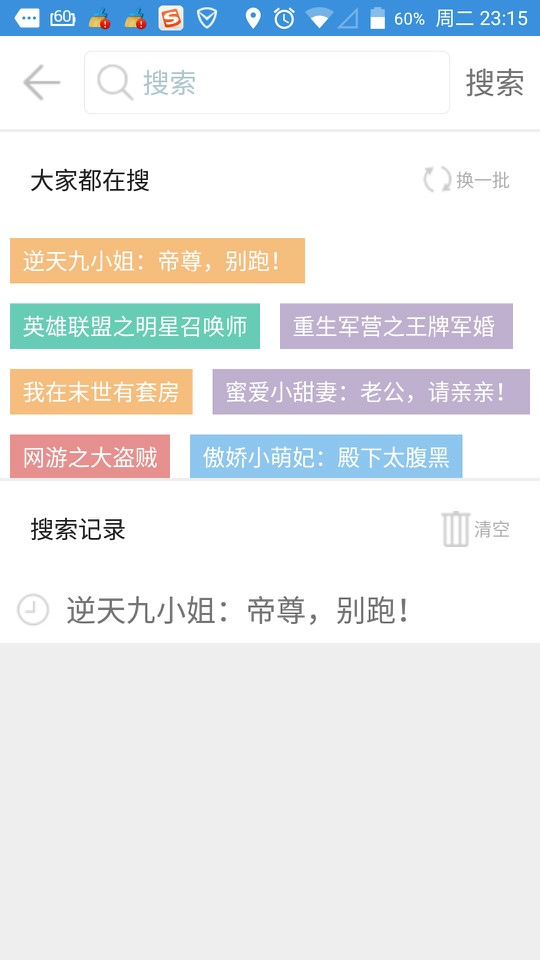 60 60% 周二 23:15
搜索 搜索
大家都在搜 换一批
逆天九小姐：帝尊，别跑！
英雄联盟之明星召唤师 重生军营之王牌军婚
我在末世有套房 蜜爱小甜妻：老公，请亲亲！
网游之大盗贼 傲娇小萌妃：殿下太腹黑
搜索记录 清空
逆天九小姐：帝尊，别跑！